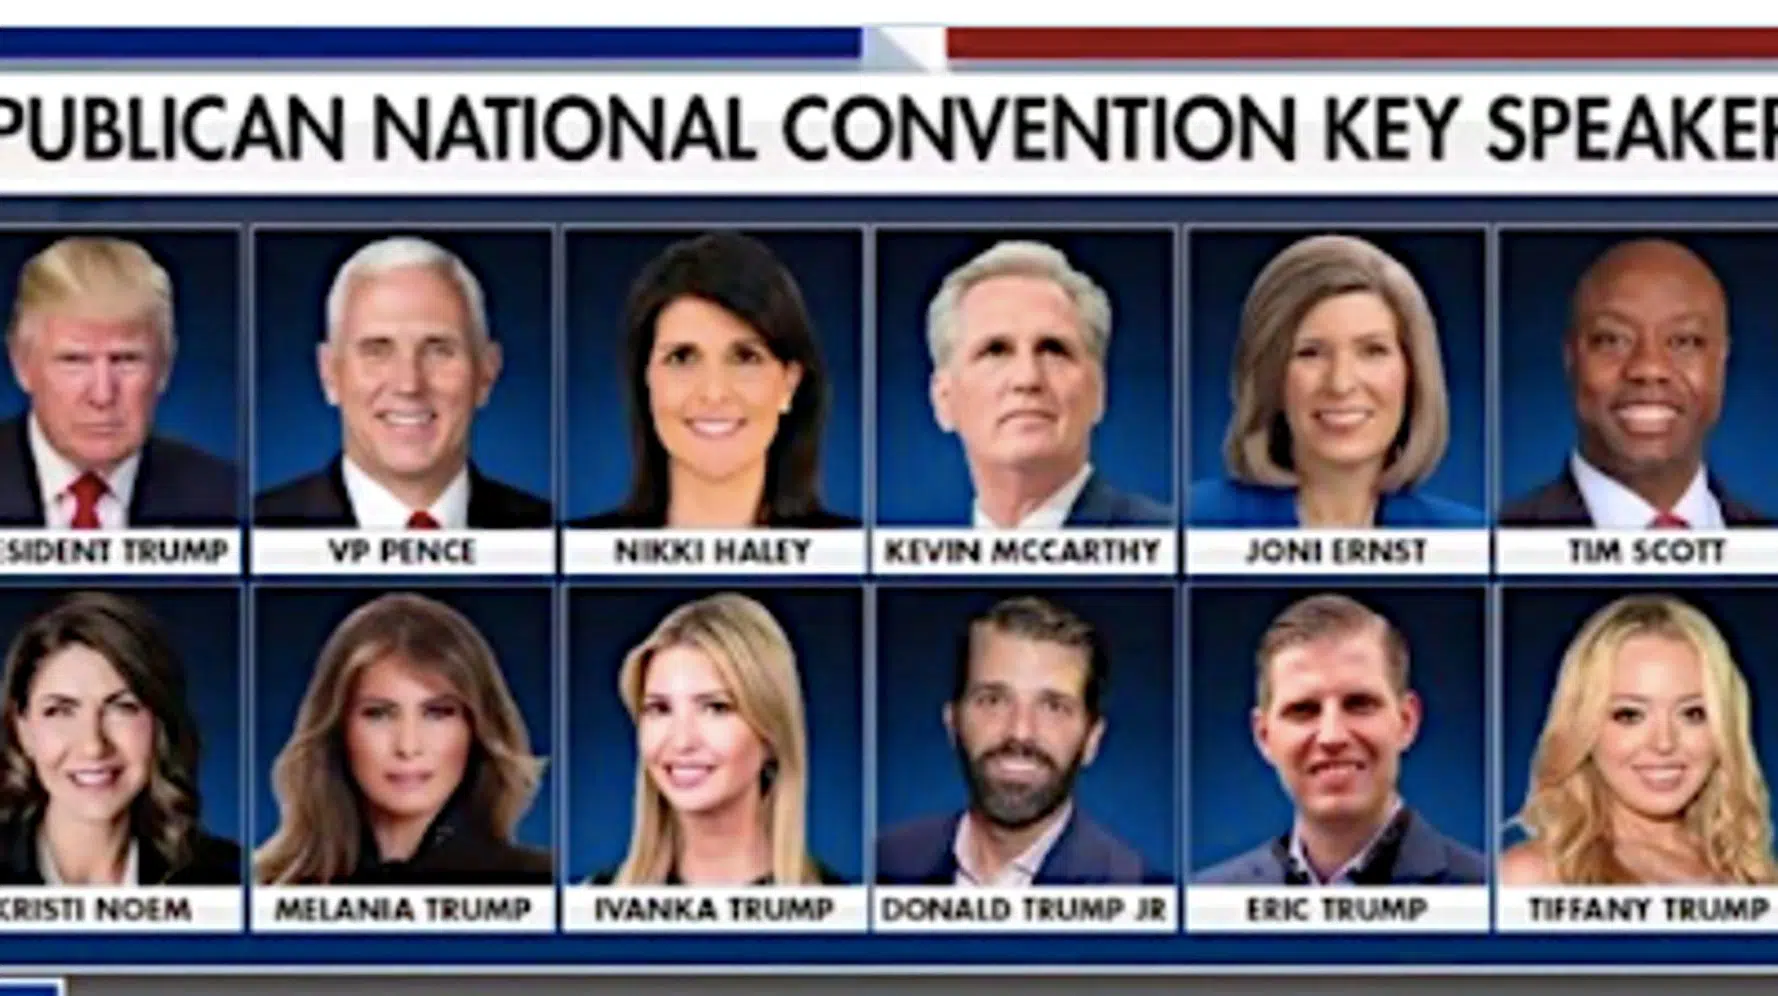 PUBLICAN NATIONAL CONVENTION KEY SPEAKER
ESIDENT TRUMP
VP PENCE
NIKKI HALEY
KEVIN MCCARTHY
JONI ERNST
TIM SCOTT
KRISTI NOEM
MELANIA TRUMP
IVANKA TRUMP
DONALD TRUMP JR
ERIC TRUMP
TIFFANY TRUMP